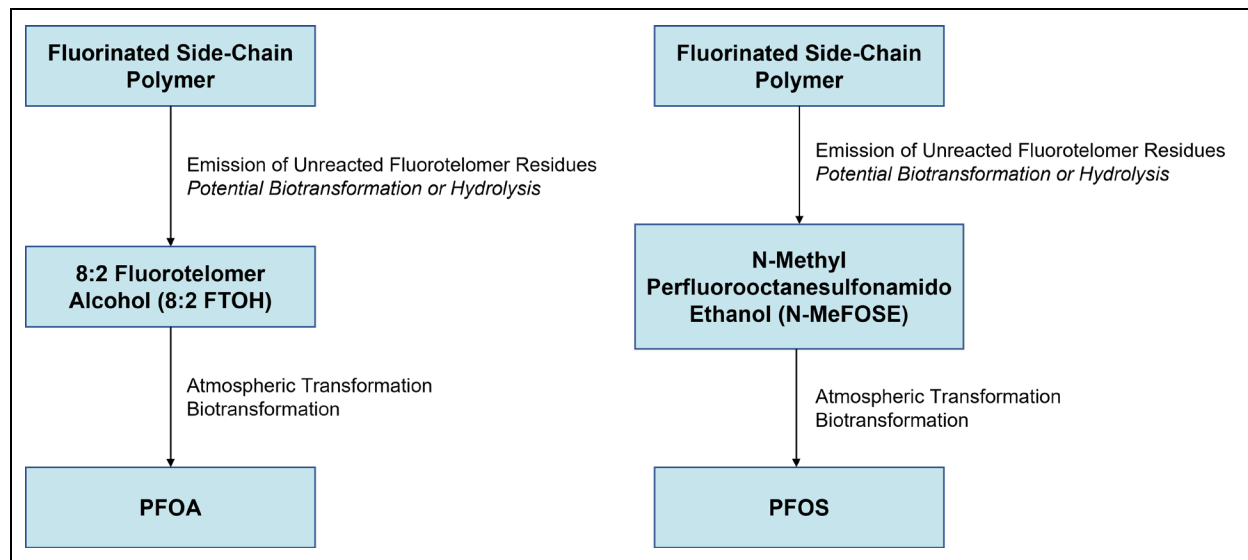 Fluorinated Side-Chain
Polymer
Emission of Unreacted Fluorotelomer Residues
Potential Biotransformation or Hydrolysis
8:2 Fluorotelomer
Alcohol (8:2 FTOH)
Atmospheric Transformation
Biotransformation
PFOA
Fluorinated Side-Chain
Polymer
Emission of Unreacted Fluorotelomer Residues
Potential Biotransformation or Hydrolysis
N-Methyl
Perfluorooctanesulfonamido
Ethanol (N-MeFOSE)
Atmospheric Transformation
Biotransformation
PFOS